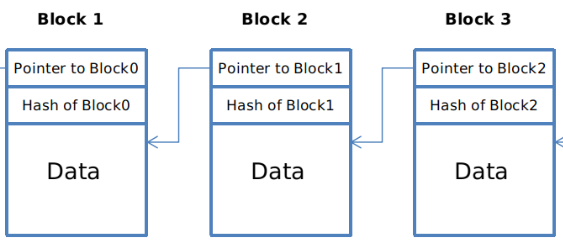 Block 1
Pointer to Block0
Hash of Block0
Data
Block 2
Pointer to Block1
Hash of Block1
Data
Block 3
Pointer to Block2
Hash of Block2
Data